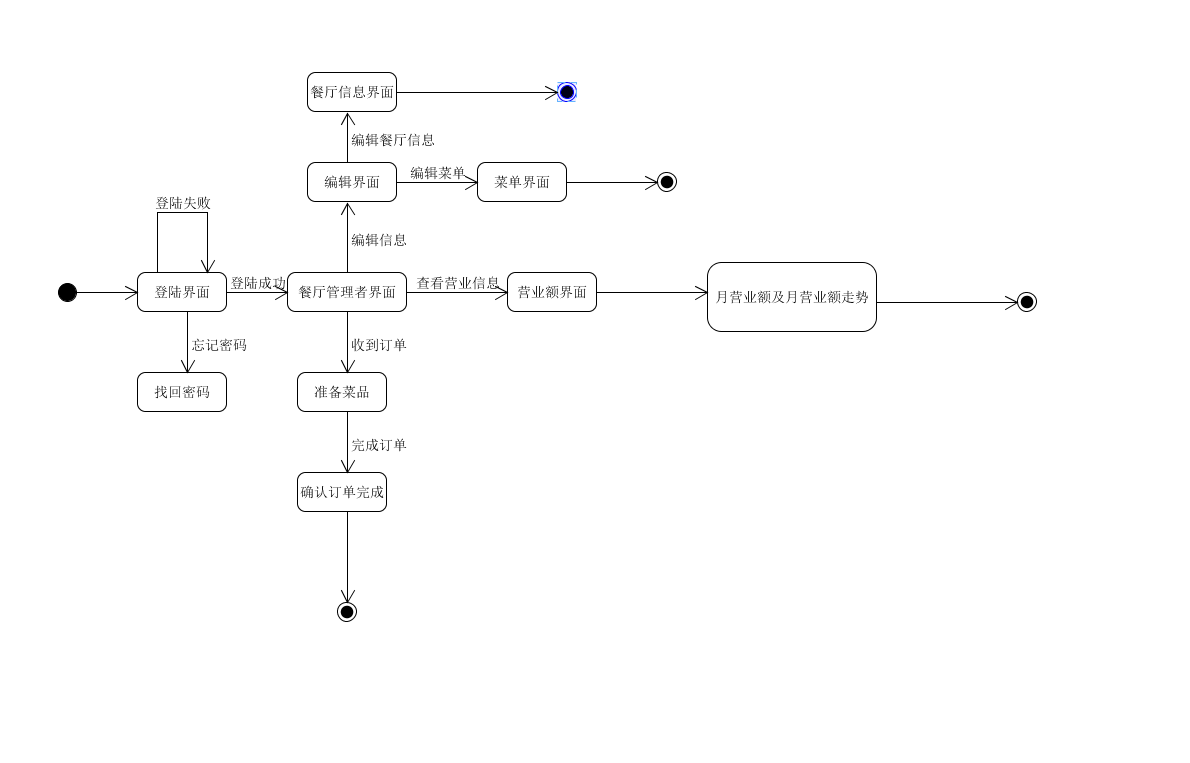 餐厅信息界面
编辑餐厅信息
编辑界面
编辑菜单
菜单界面
登陆失败
编辑信息
登陆界面
登陆成功
餐厅管理者界面
查看营业信息
营业额界面
月营业额及月营业额走势
忘记密码
收到订单
找回密码
准备菜品
完成订单
确认订单完成